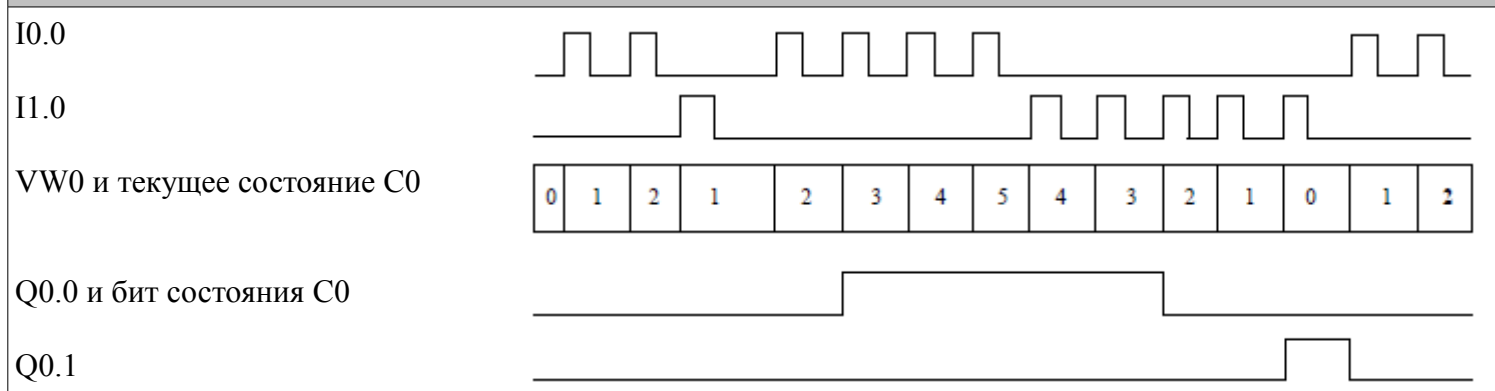 I0.0
I1.0
VW0 и текущее состояние C0
0 1 2 1 2 3 4 5 4 3 2 1 0 1 2
Q0.0 и бит состояния C0
Q0.1